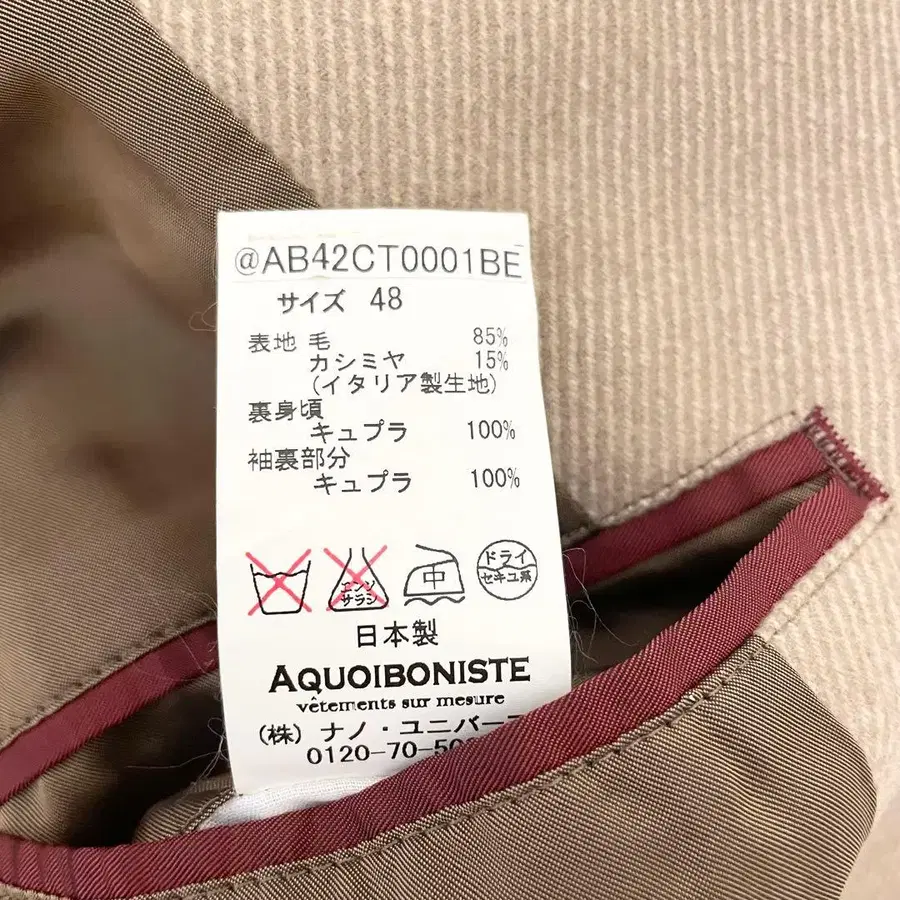 @AB42CT0001BE
サイズ 48
表地 毛 85%
カシミヤ 15%
(イタリア製生地)
裏身頃
キュプラ 100%
袖裏部分
キュプラ 100%
エンソ
サラシ
中
ドライ
セキユ系
日本製
AQUOIBONISTE
vêtements sur mesure
(株) ナノ・ユニバー
0120-70-50